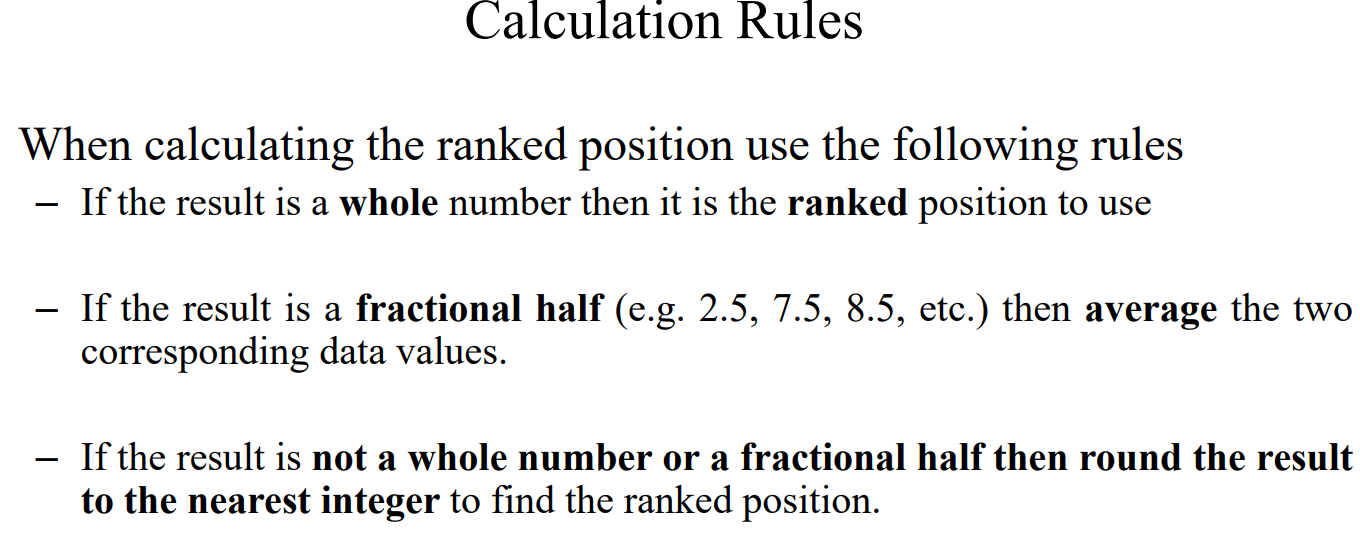 Calculation Rules
When calculating the ranked position use the following rules
– If the result is a whole number then it is the ranked position to use
– If the result is a fractional half (e.g. 2.5, 7.5, 8.5, etc.) then average the two
corresponding data values.
– If the result is not a whole number or a fractional half then round the result
to the nearest integer to find the ranked position.